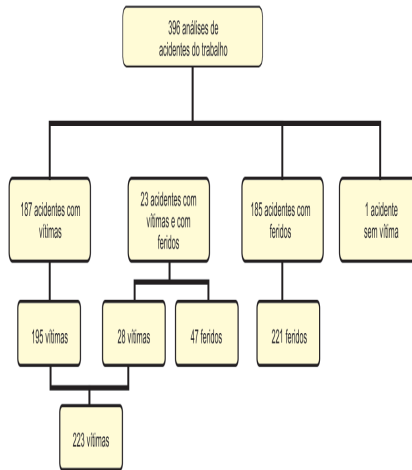 396 análises de
acidentes do trabalho
187 acidentes com
vítimas
23 acidentes com
vítimas e com
feridos
185 acidentes com
feridos
1 acidente
sem vítima
195 vítimas
28 vítimas
47 feridos
221 feridos
223 vítimas